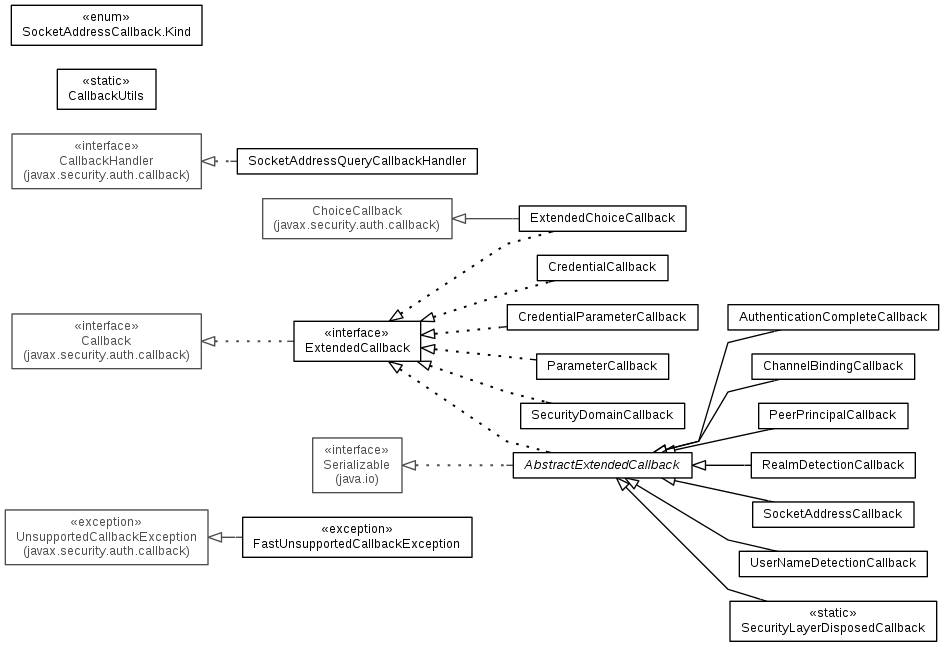 «enum»
SocketAddressCallback.Kind
«static»
CallbackUtils
«interface»
CallbackHandler
(javax.security.auth.callback)
SocketAddressQueryCallbackHandler
ChoiceCallback
(javax.security.auth.callback)
ExtendedChoiceCallback
CredentialCallback
CredentialParameterCallback
«interface»
Callback
(javax.security.auth.callback)
«interface»
ExtendedCallback
AuthenticationCompleteCallback
ParameterCallback
ChannelBindingCallback
SecurityDomainCallback
PeerPrincipalCallback
«interface»
Serializable
(java.io)
AbstractExtendedCallback
RealmDetectionCallback
SocketAddressCallback
«exception»
UnsupportedCallbackException
(javax.security.auth.callback)
«exception»
FastUnsupportedCallbackException
UserNameDetectionCallback
«static»
SecurityLayerDisposedCallback